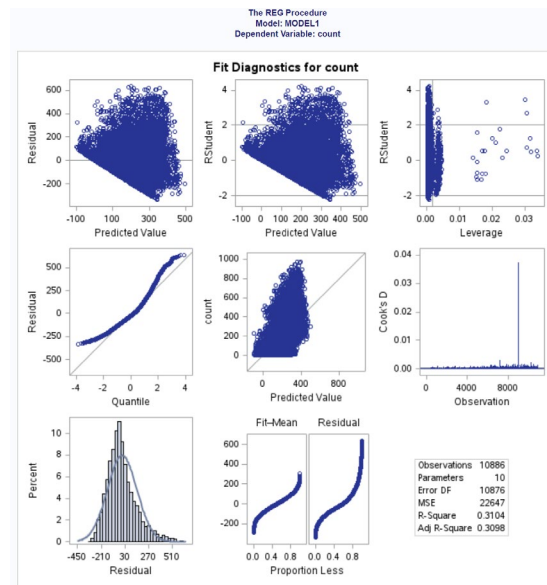 The REG Procedure
Model: MODEL1
Dependent Variable: count
Fit Diagnostics for count
Residual
600
400
200
0
-200
-100 100 300 500
Predicted Value
RStudent
4
2
0
-2
-100 0 100 200 300 400 500
Predicted Value
RStudent
4
2
0
-2
0.00 0.01 0.02 0.03
Leverage
Residual
500
250
0
-250
-500
-4 -2 0 2 4
Quantile
count
1000
800
600
400
200
0
0 400 800
Predicted Value
Cook's D
0.04
0.03
0.02
0.01
0.00
0 4000 8000
Observation
Percent
10
8
6
4
2
0
-450 -210 30 270 510
Residual
Fit–Mean Residual
600
400
200
0
-200
0.0 0.4 0.8 0.0 0.4 0.8
Proportion Less
Observations 10886
Parameters 10
Error DF 10876
MSE 22647
R-Square 0.3104
Adj R-Square 0.3098